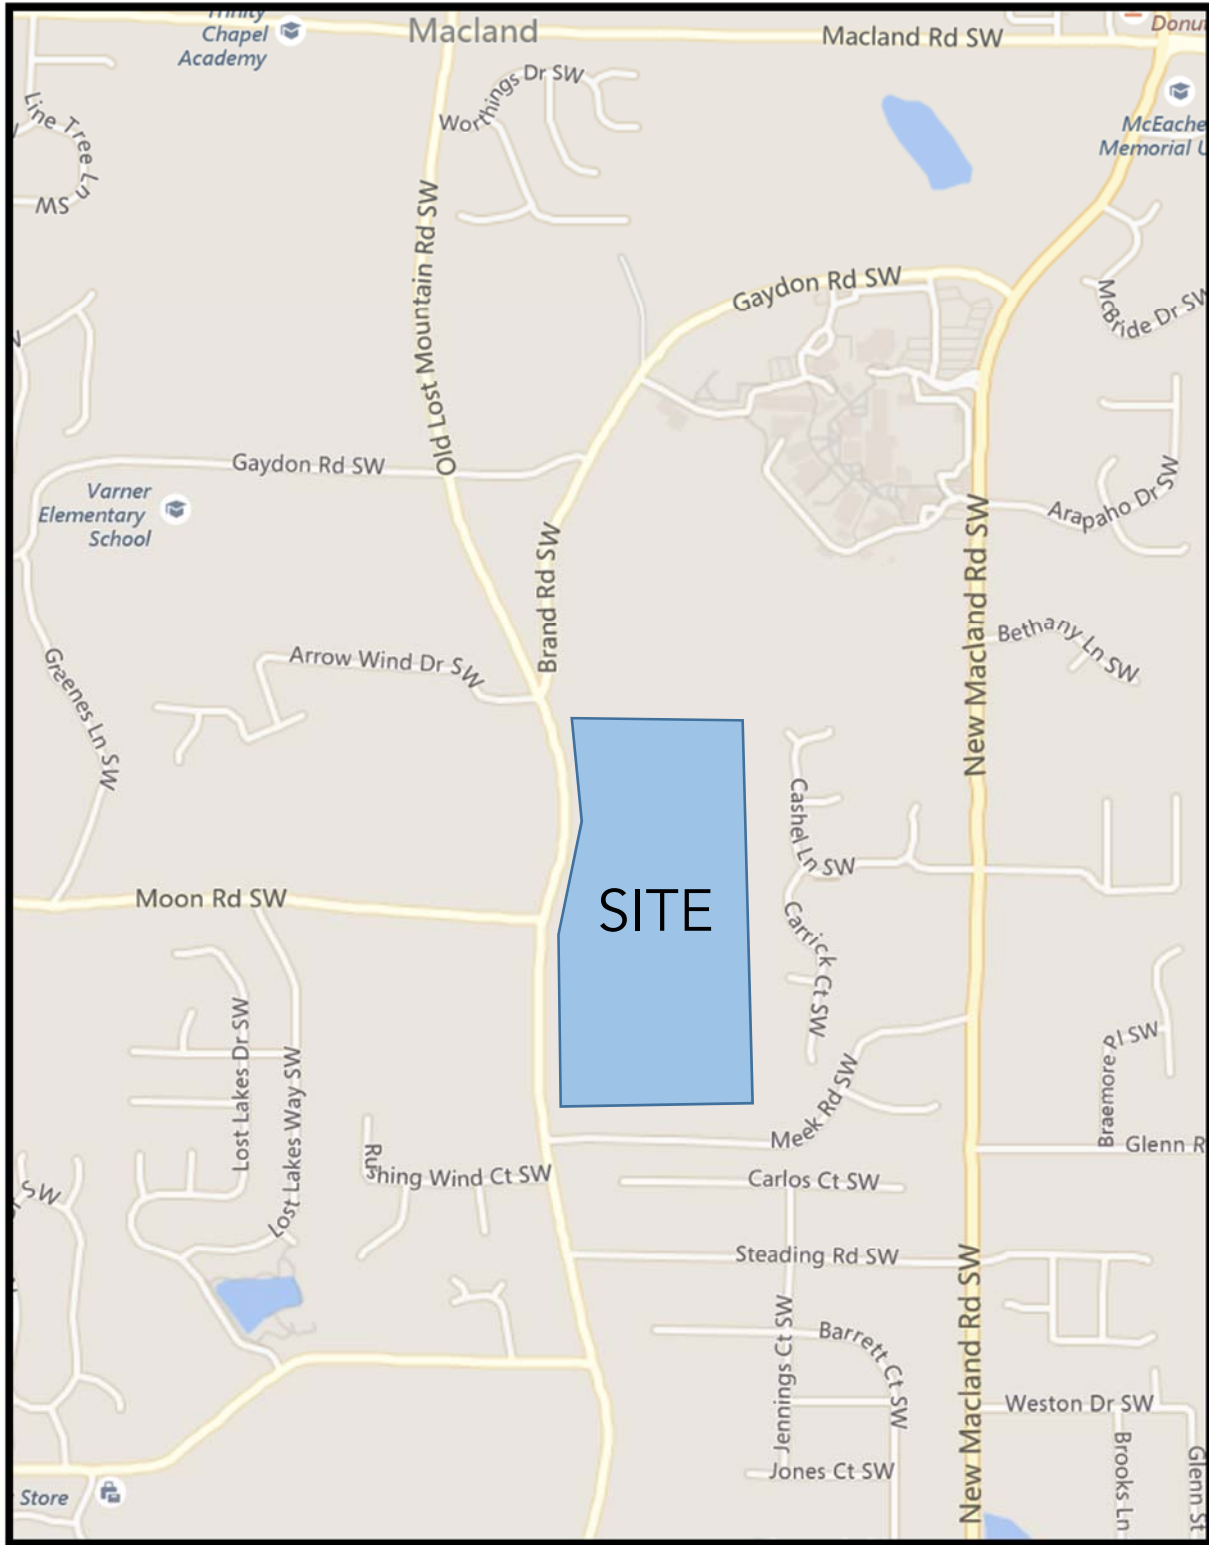 Trinity
Chapel
Academy
Macland
Macland Rd SW
Donut
Worthings Dr SW
Line Tree Ln
SW
McEache
Memorial U
Old Lost Mountain Rd SW
Gaydon Rd SW
McBride Dr SW
Gaydon Rd SW
Varner
Elementary
School
Arapaho Dr SW
New Macland Rd SW
Brand Rd SW
Bethany Ln SW
Arrow Wind Dr SW
Greenes Ln SW
Cashel Ln SW
Moon Rd SW
SITE
Carrick Ct SW
Lost Lakes Dr SW
Lost Lakes Way SW
Meek Rd SW
Braemore Pl SW
Glenn R
Rushing Wind Ct SW
Carlos Ct SW
SW
Steading Rd SW
New Macland Rd SW
Jennings Ct SW
Barrett Ct SW
Weston Dr SW
Jones Ct SW
Brooks Ln
Glenn St
Store